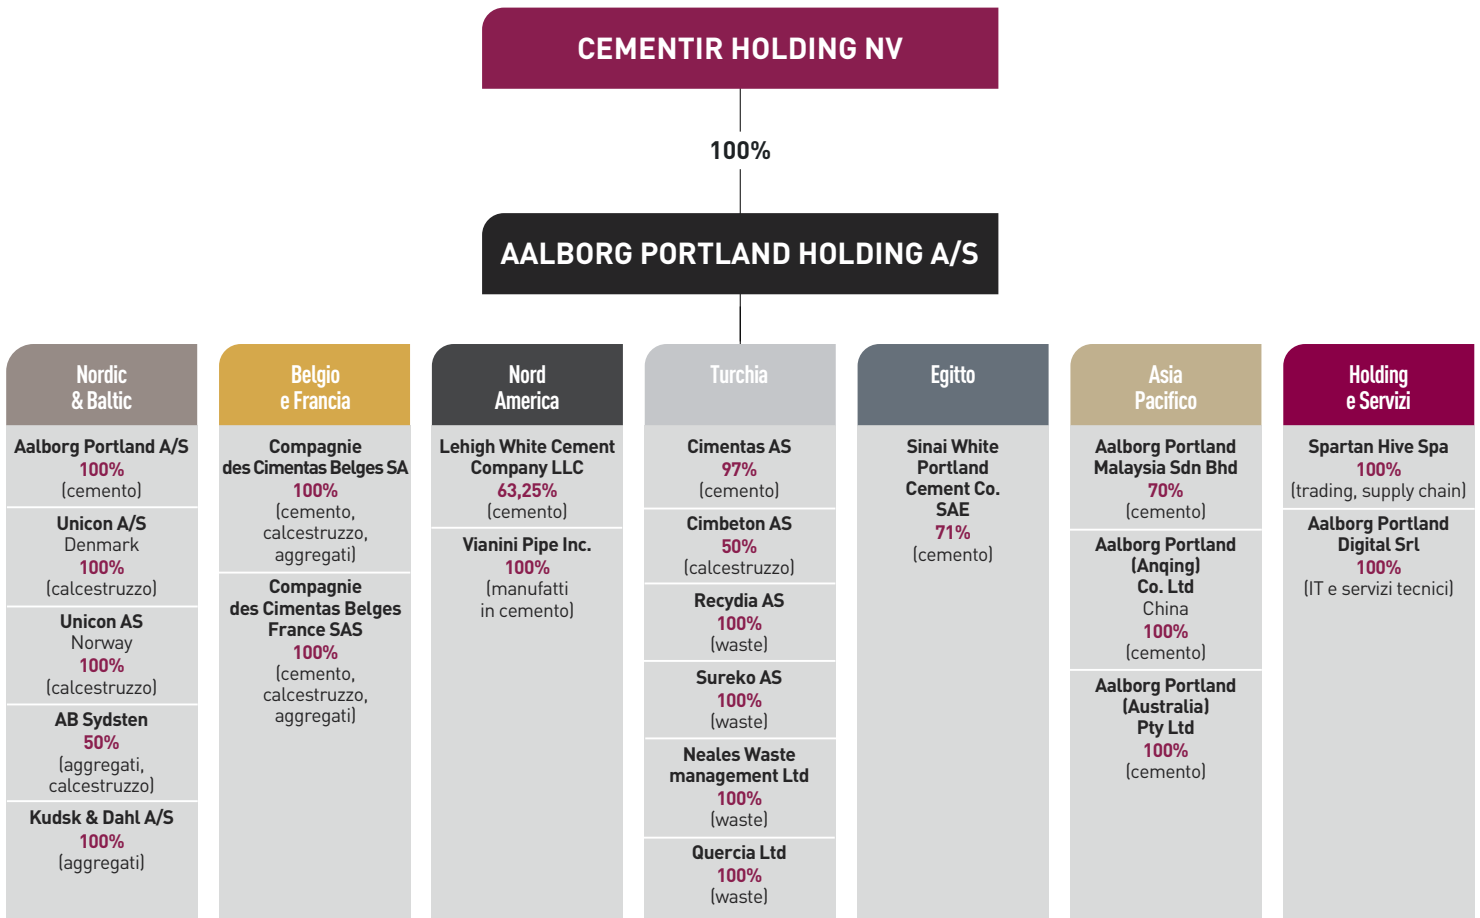 CEMENTIR HOLDING NV
100%
AALBORG PORTLAND HOLDING A/S
Nordic
& Baltic
Aalborg Portland A/S
100%
(cemento)
Unicon A/S
Denmark
100%
(calcestruzzo)
Unicon AS
Norway
100%
(calcestruzzo)
AB Sydsten
50%
(aggregati,
calcestruzzo)
Kudsk & Dahl A/S
100%
(aggregati)
Belgio
e Francia
Compagnie
des Cimentas Belges SA
100%
(cemento,
calcestruzzo,
aggregati)
Compagnie
des Cimentas Belges
France SAS
100%
(cemento,
calcestruzzo,
aggregati)
Nord
America
Lehigh White Cement
Company LLC
63,25%
(cemento)
Vianini Pipe Inc.
100%
(manufatti
in cemento)
Turchia
Cimentas AS
97%
(cemento)
Cimbeton AS
50%
(calcestruzzo)
Recydia AS
100%
(waste)
Sureko AS
100%
(waste)
Neales Waste
management Ltd
100%
(waste)
Quercia Ltd
100%
(waste)
Egitto
Sinai White
Portland
Cement Co.
SAE
71%
(cemento)
Asia
Pacifico
Aalborg Portland
Malaysia Sdn Bhd
70%
(cemento)
Aalborg Portland
(Anqing)
Co. Ltd
China
100%
(cemento)
Aalborg Portland
(Australia)
Pty Ltd
100%
(cemento)
Holding
e Servizi
Spartan Hive Spa
100%
(trading, supply chain)
Aalborg Portland
Digital Srl
100%
(IT e servizi tecnici)